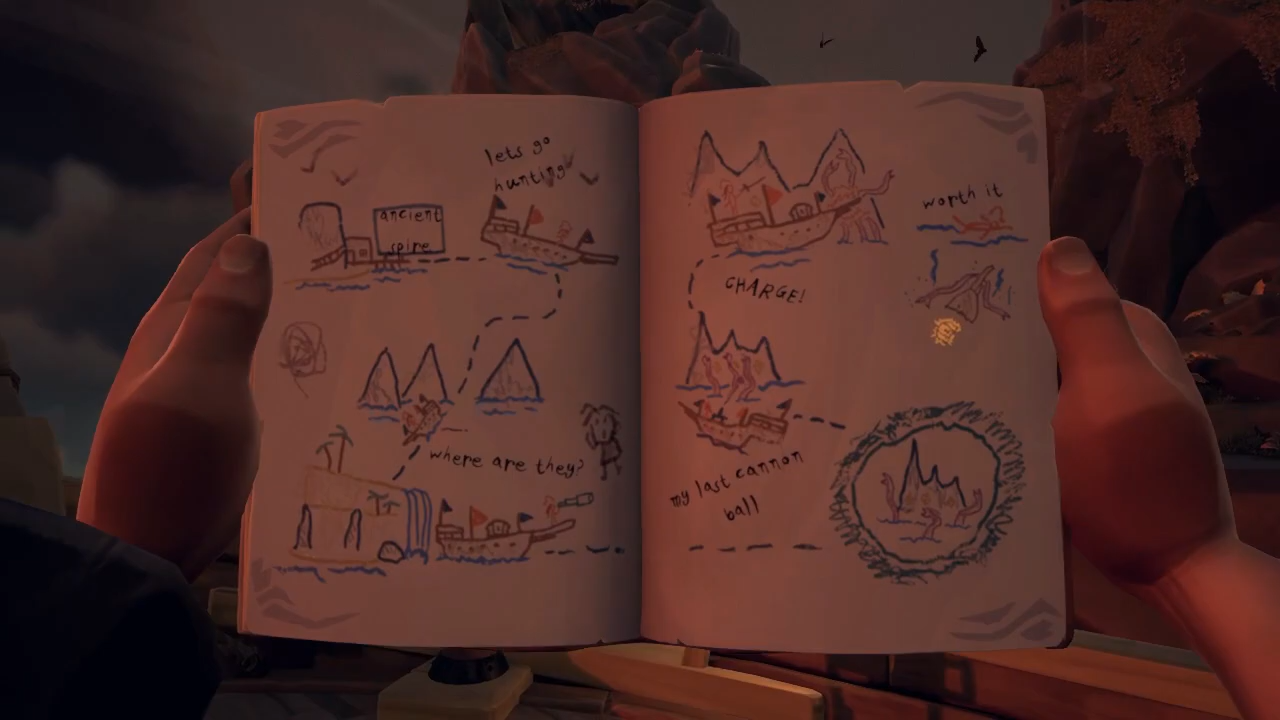 lets go
hunting
ancient
spire
where are they?
worth it
CHARGE!
my last cannon
ball